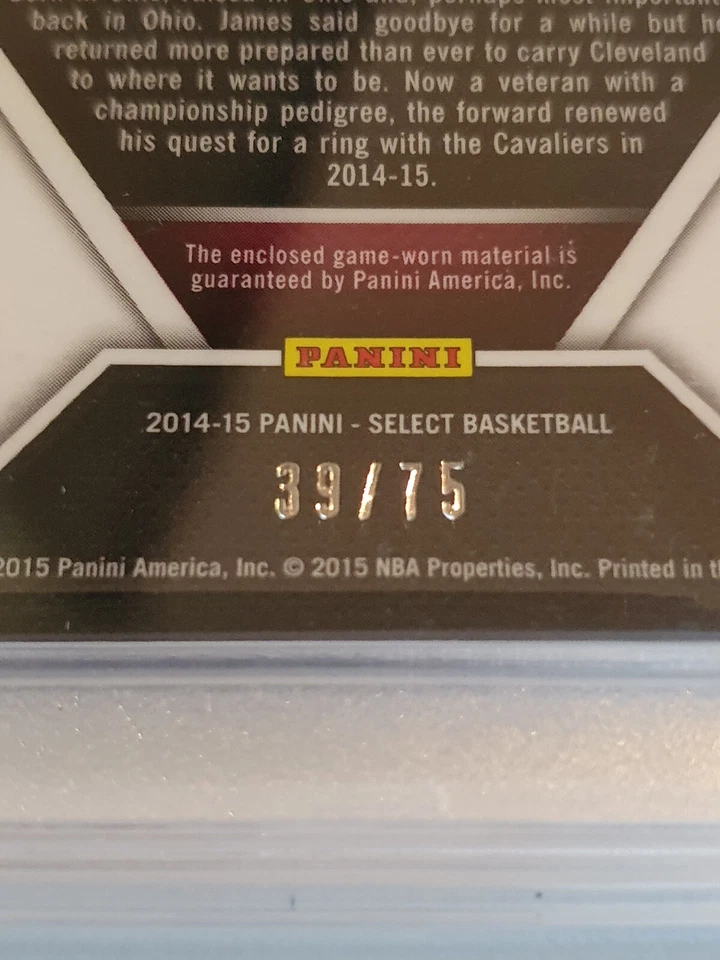 back in Ohio. James said goodbye for a while but he
returned more prepared than ever to carry Cleveland
to where it wants to be. Now a veteran with a
championship pedigree, the forward renewed
his quest for a ring with the Cavaliers in
2014-15.
The enclosed game-worn material is
guaranteed by Panini America, Inc.
PANINI
2014-15 PANINI - SELECT BASKETBALL
39/75
2015 Panini America, Inc. © 2015 NBA Properties, Inc. Printed in